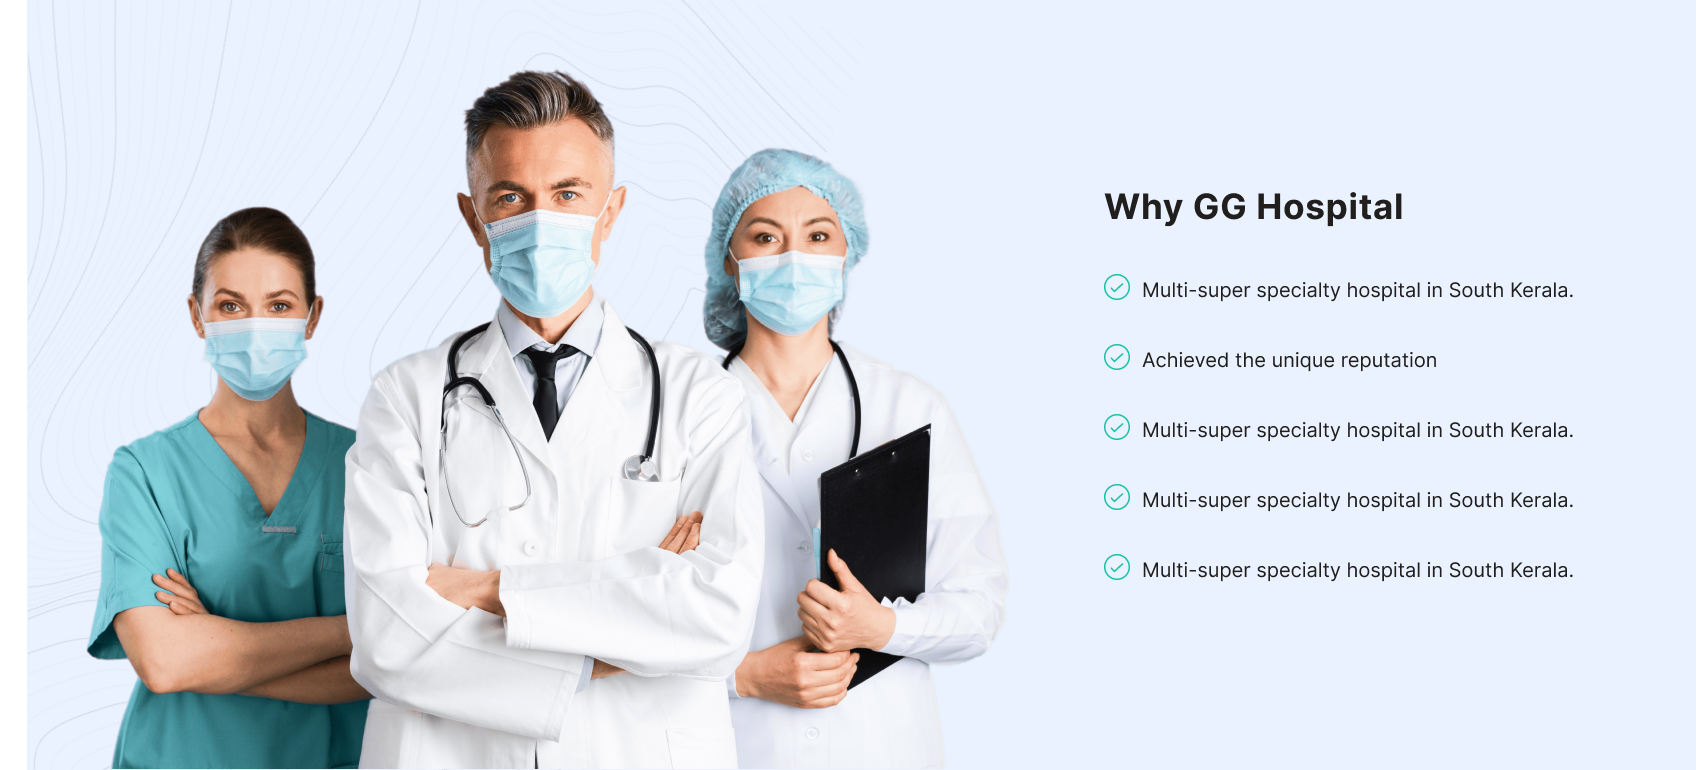 Why GG Hospital
Multi-super specialty hospital in South Kerala.
Achieved the unique reputation
Multi-super specialty hospital in South Kerala.
Multi-super specialty hospital in South Kerala.
Multi-super specialty hospital in South Kerala.